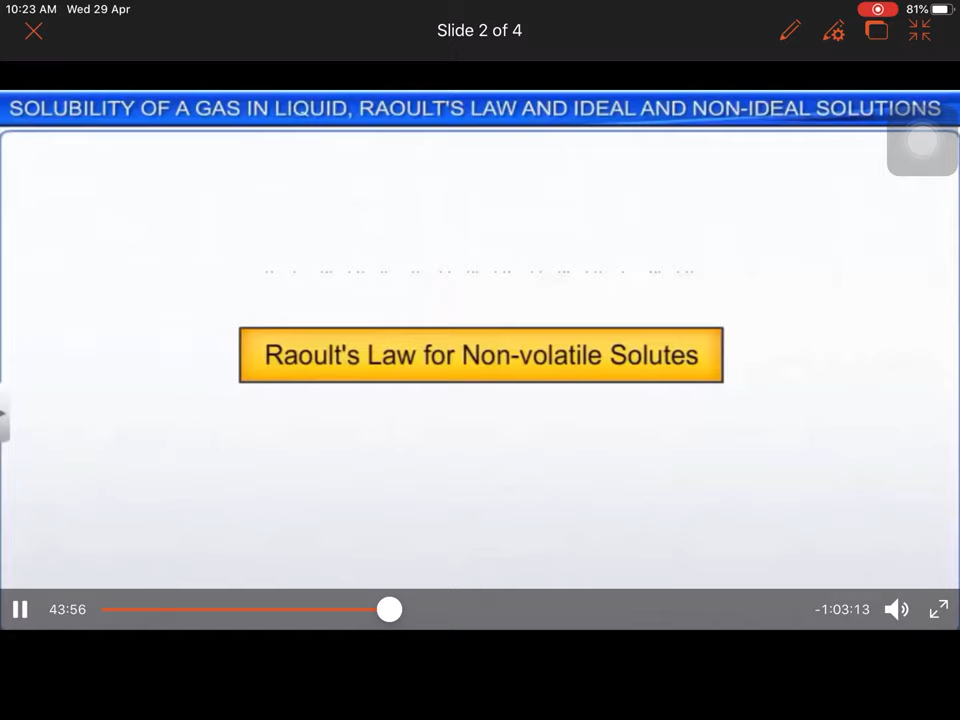 10:23 AM Wed 29 Apr
81%
Slide 2 of 4
SOLUBILITY OF A GAS IN LIQUID, RAOULT'S LAW AND IDEAL AND NON-IDEAL SOLUTIONS
Raoult's Law for Non-volatile Solutes
43:56
-1:03:13